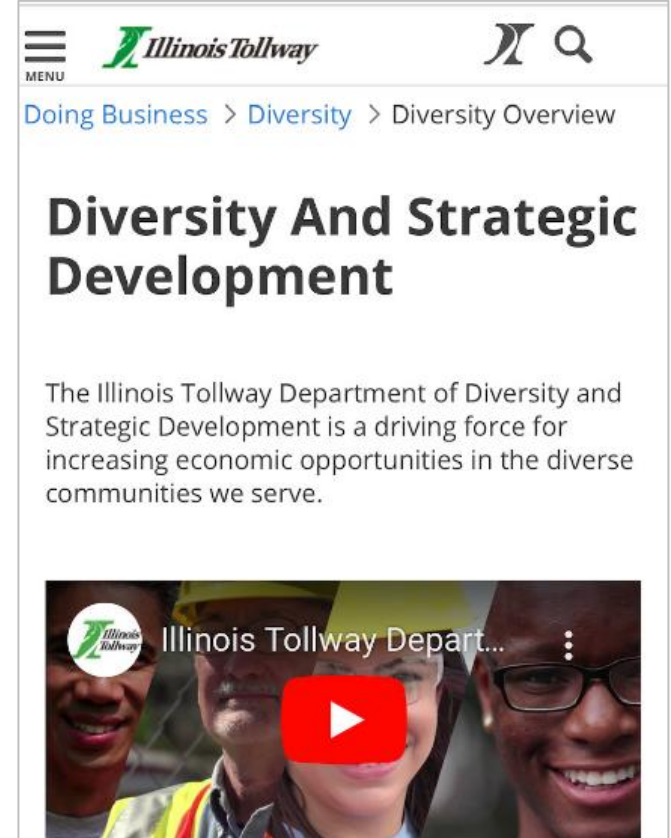 Illinois Tollway
MENU
Doing Business > Diversity > Diversity Overview
Diversity And Strategic
Development
The Illinois Tollway Department of Diversity and
Strategic Development is a driving force for
increasing economic opportunities in the diverse
communities we serve.
Illinois
Tollway
Illinois Tollway Depart...